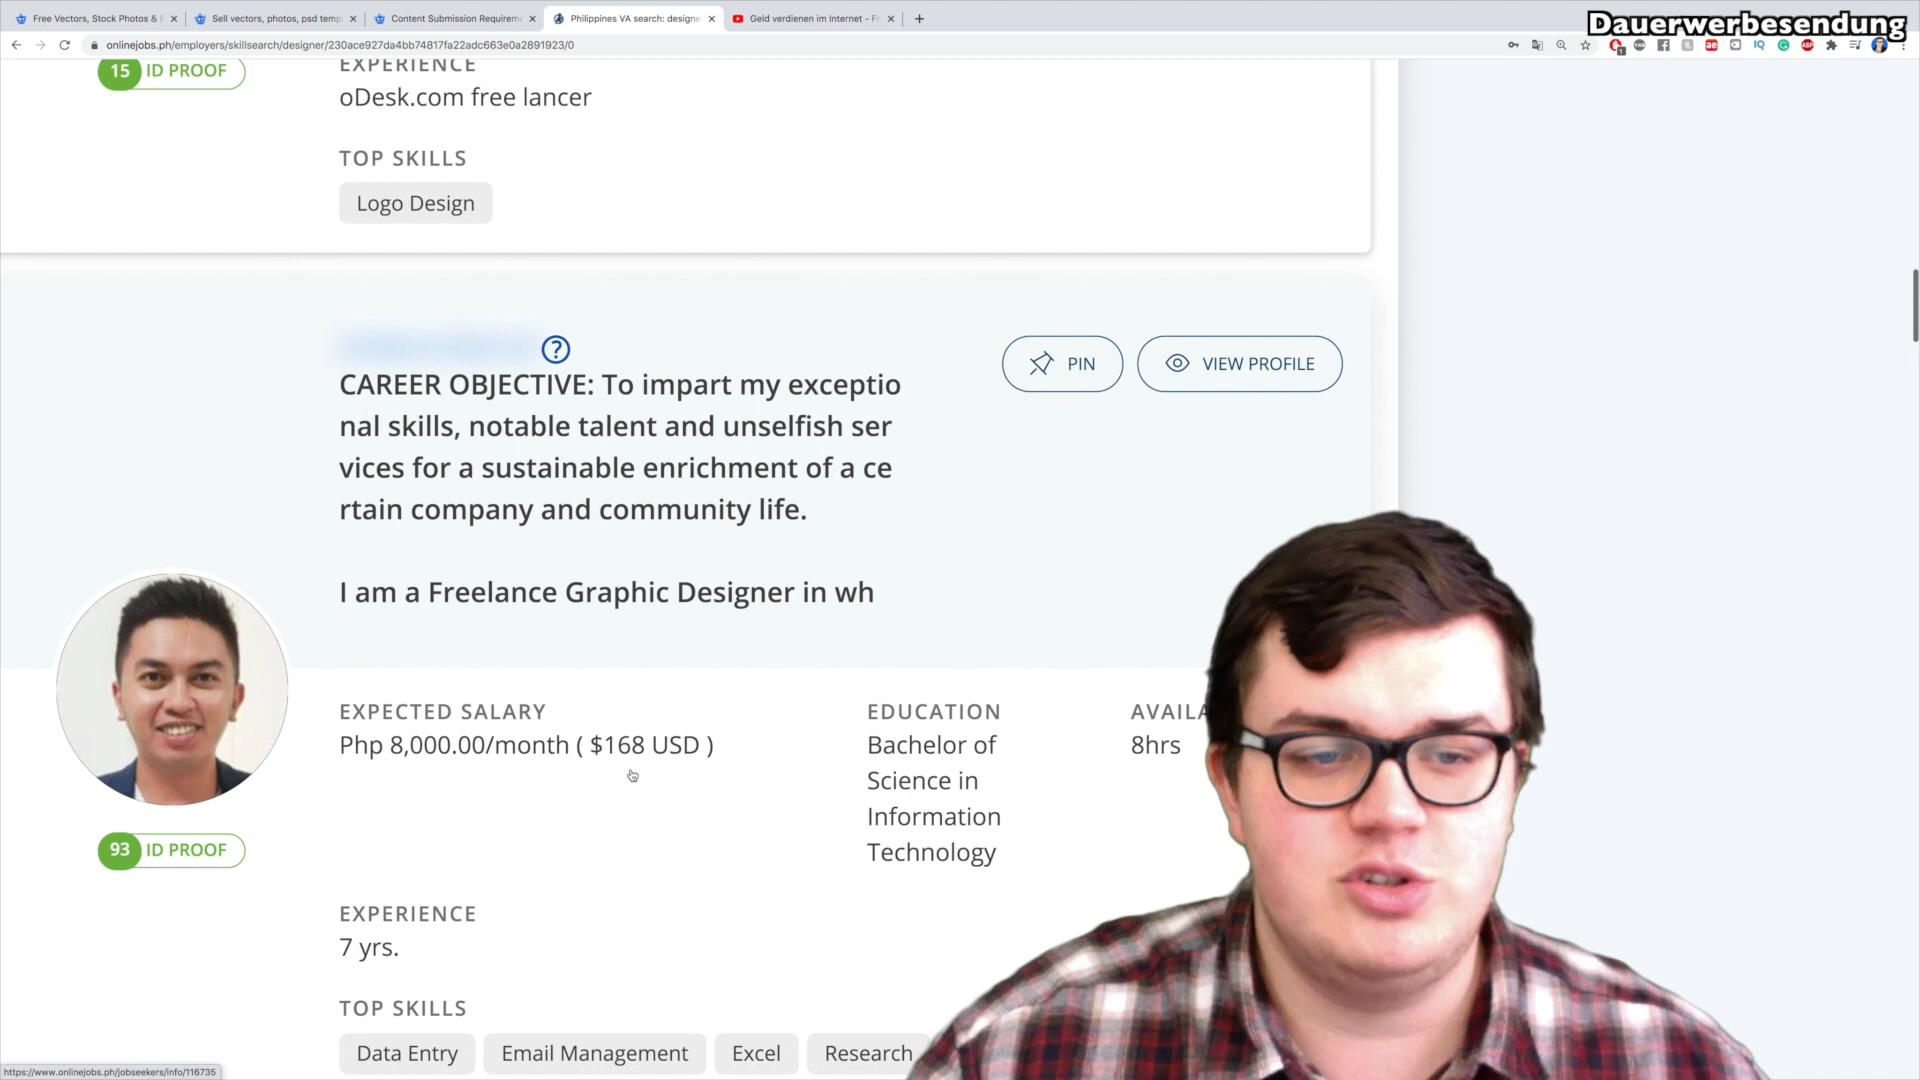 Free Vectors, Stock Photos & F
Sell vectors, photos, psd temp
Content Submission Requirem
Philippines VA search: designe
Geld verdienen im Internet - Fr
Dauerwerbesendung
onlinejobs.ph/employers/skillsearch/designer/230ace927da4bb74817fa22adc663e0a2891923/0
15 ID PROOF
EXPERIENCE
oDesk.com free lancer
TOP SKILLS
Logo Design
PIN
VIEW PROFILE
CAREER OBJECTIVE: To impart my exceptio
nal skills, notable talent and unselfish ser
vices for a sustainable enrichment of a ce
rtain company and community life.
I am a Freelance Graphic Designer in wh
EXPECTED SALARY
Php 8,000.00/month ( $168 USD )
EDUCATION
Bachelor of
Science in
Information
Technology
AVAILA
8hrs
93 ID PROOF
EXPERIENCE
7 yrs.
TOP SKILLS
Data Entry
Email Management
Excel
Research
https://www.onlinejobs.ph/jobseekers/info/116735